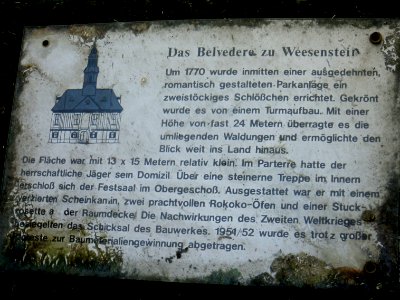 Das Belvedere zu Weesenstein
Um 1770 wurde inmitten einer ausgedehnten,
romantisch gestalteten Parkanlage ein
zweistöckiges Schlößchen errichtet. Gekrönt
wurde es von einem Turmaufbau. Mit einer
Höhe von fast 24 Metern überragte es die
umliegenden Waldungen und ermöglichte den
Blick weit ins Land hinaus.
Die Fläche war mit 13 x 15 Metern relativ klein. Im Parterre hatte der
herrschaftliche Jäger sein Domizil. Über eine steinerne Treppe im Innern
erschloß sich der Festsaal im Obergeschoß. Ausgestattet war er mit einem
verzierten Scheinkamin, zwei prachtvollen Rokoko-Öfen und einer Stuck-
rosette a der Raumdecke. Die Nachwirkungen des Zweiten Weltkrieges
besiegelten das Schicksal des Bauwerkes. 1951/52 wurde es trotz großer
zur Baumaterialiengewinnung abgetragen.